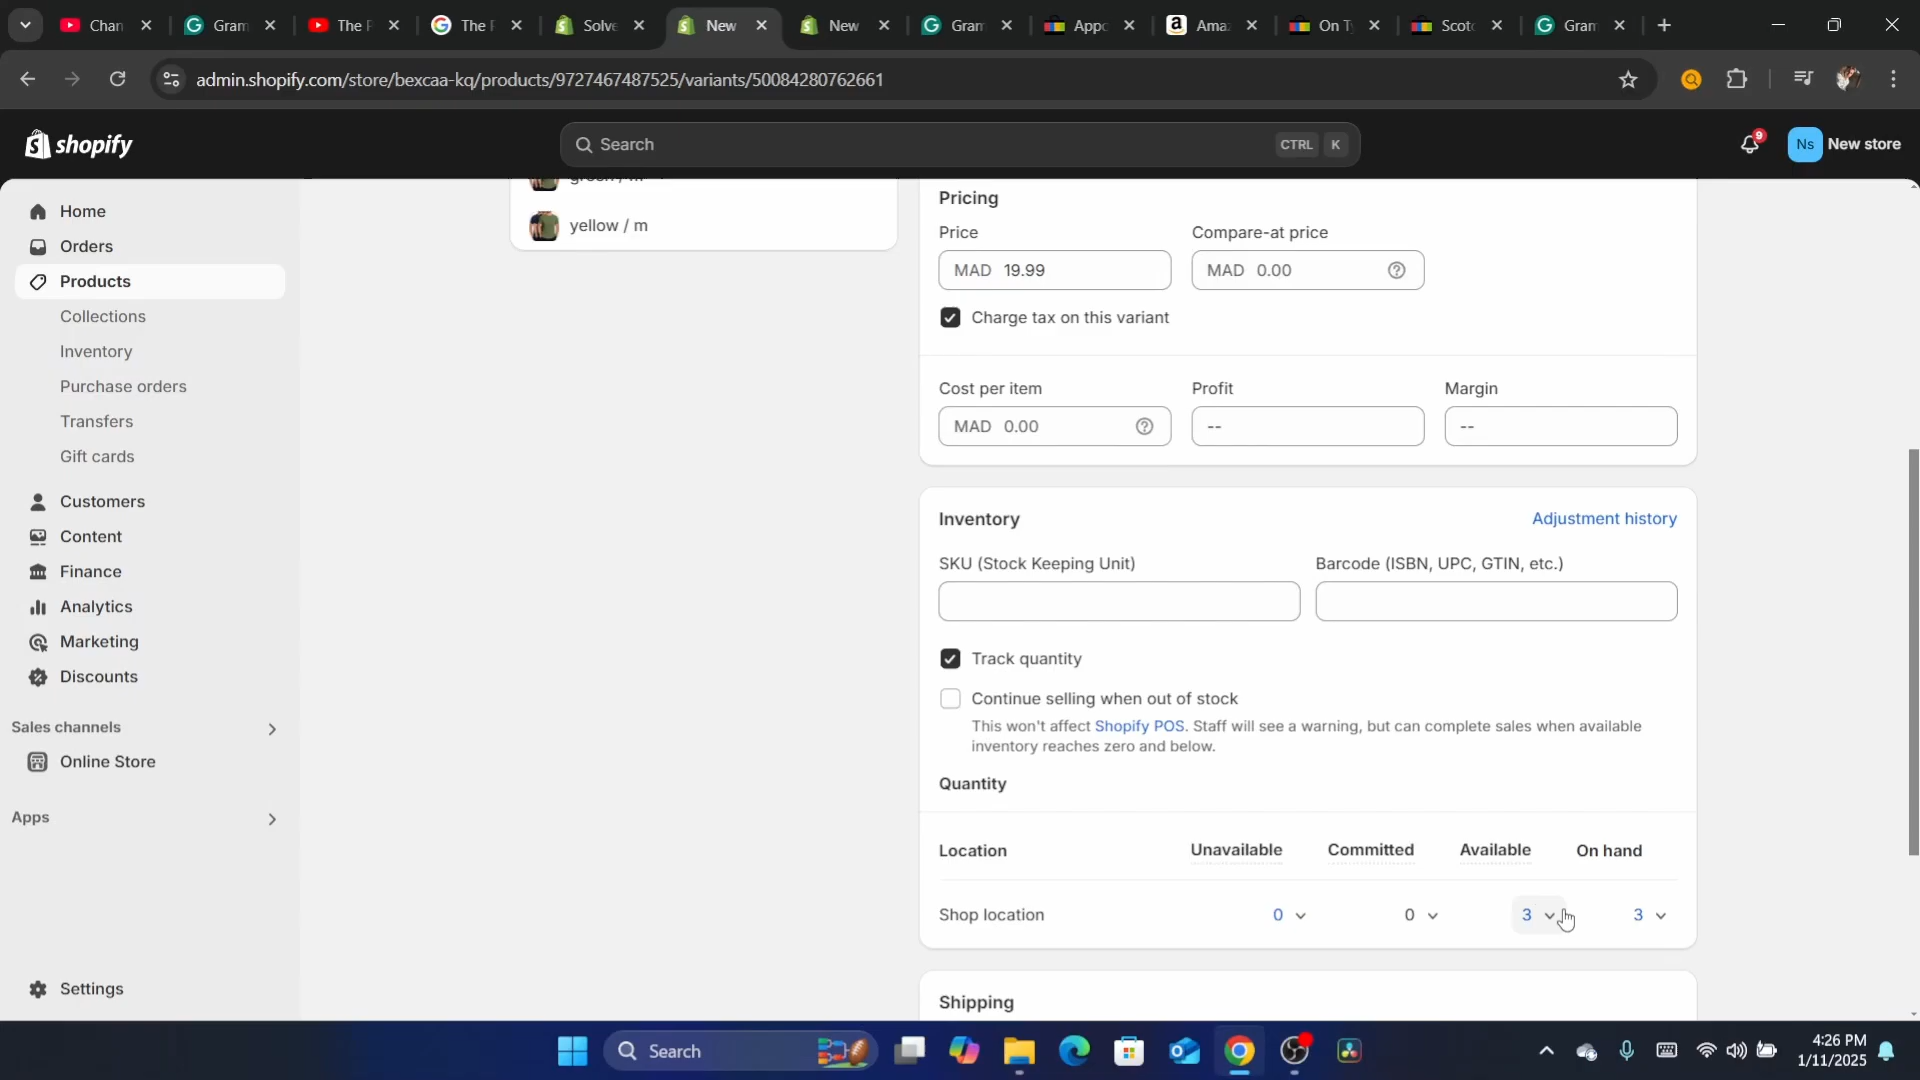 Chan
Gram
The F
The F
Solve
New
New
Gram
Appo
Ama
On T
Scot
Gram
admin.shopify.com/store/bexcaa-kq/products/9727467487525/variants/50084280762661
shopify
Search
CTRL K
9
Ns
New store
Home
Orders
Products
Collections
Inventory
Purchase orders
Transfers
Gift cards
Customers
Content
Finance
Analytics
Marketing
Discounts
Sales channels
Online Store
Apps
Settings
yellow / m
Pricing
Price
Compare-at price
MAD 19.99
MAD 0.00
Charge tax on this variant
Cost per item
Profit
Margin
MAD 0.00
--
--
Inventory
Adjustment history
SKU (Stock Keeping Unit)
Barcode (ISBN, UPC, GTIN, etc.)
Track quantity
Continue selling when out of stock
This won't affect Shopify POS. Staff will see a warning, but can complete sales when available
inventory reaches zero and below.
Quantity
Location Unavailable Committed Available On hand
Shop location 0 0 3 3
Shipping
Search
4:26 PM
1/11/2025